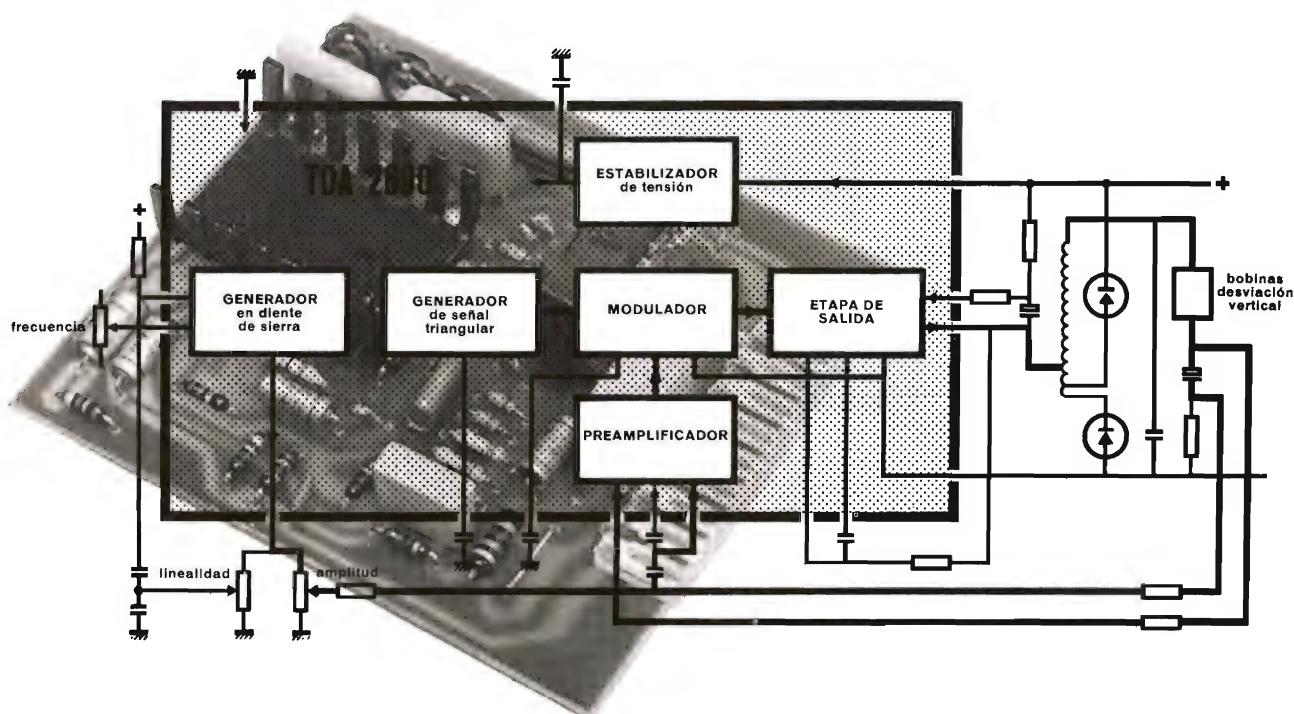 TDA 2600
ESTABILIZADOR
de tensión
+
+
GENERADOR
en diente
de sierra
GENERADOR
de señal
triangular
MODULADOR
ETAPA DE
SALIDA
bobinas
desviación
vertical
frecuencia
PREAMPLIFICADOR
linealidad
amplitud